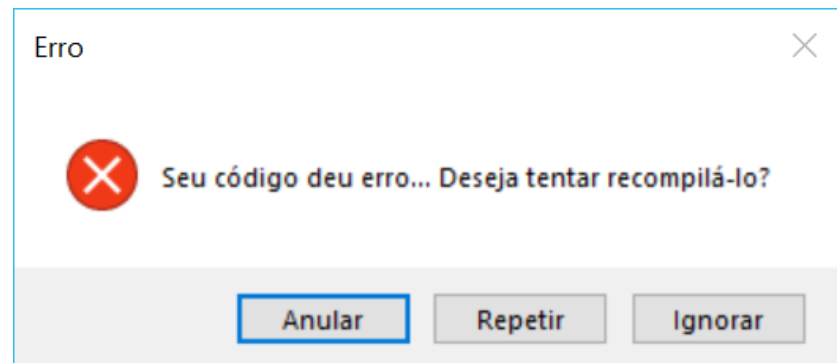 Erro
Seu código deu erro... Deseja tentar recompilá-lo?
Anular Repetir Ignorar